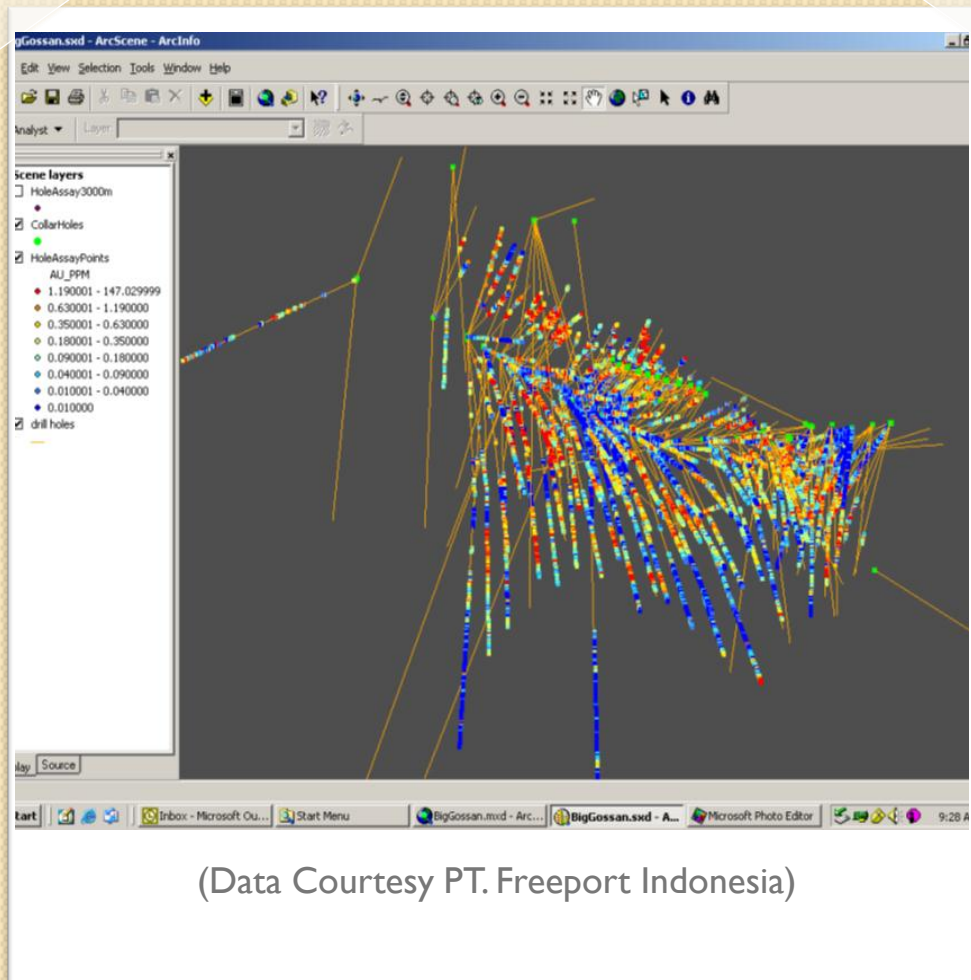 gGossan.sxd - ArcScene - ArcInfo
Edit View Selection Tools Window Help
Analyst Layer
Scene layers
HoleAssay3000m
CollarHoles
HoleAssayPoints
AU_PPM
1.190001 - 147.029999
0.630001 - 1.190000
0.350001 - 0.630000
0.180001 - 0.350000
0.090001 - 0.180000
0.040001 - 0.090000
0.010001 - 0.040000
0.010000
drill holes
lay Source
tart Inbox - Microsoft Ou... Start Menu BigGossan.mxd - Arc... BigGossan.sxd - A... Microsoft Photo Editor 9:28 A
(Data Courtesy PT. Freeport Indonesia)